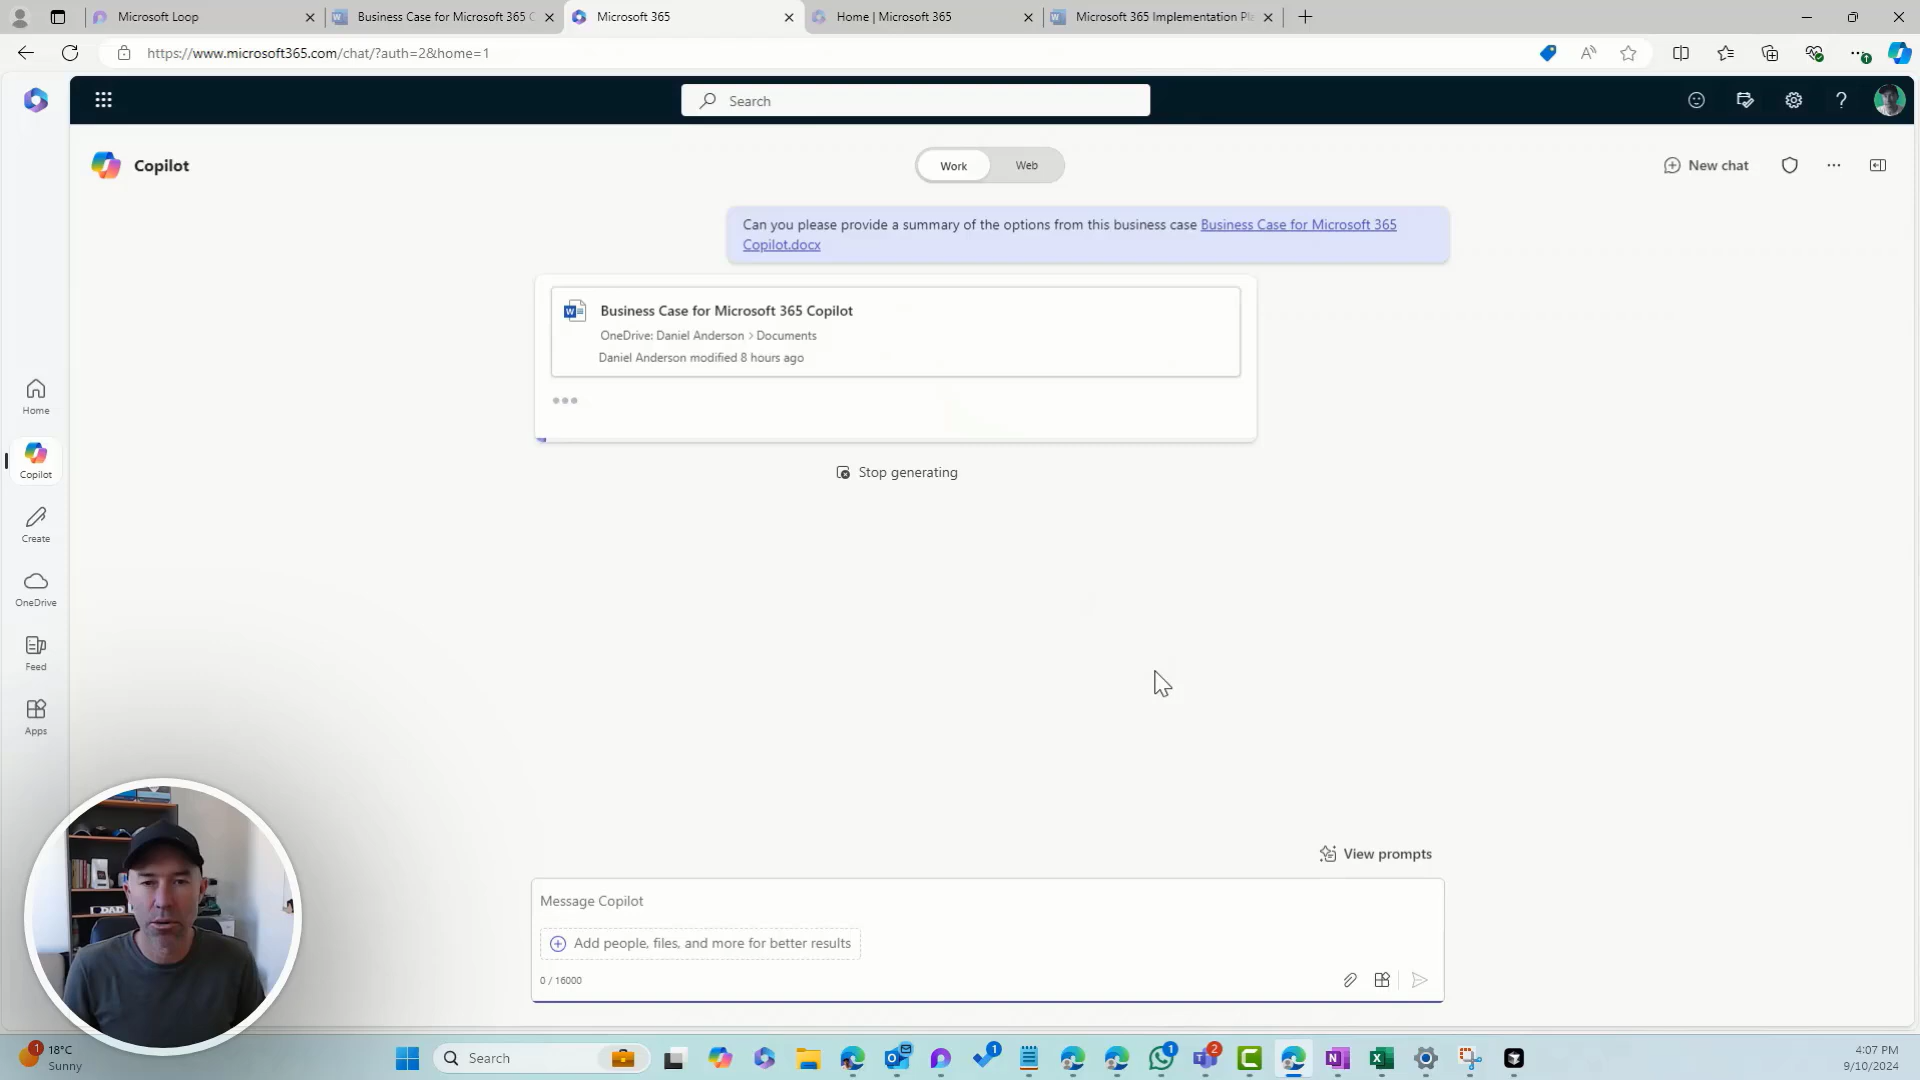 Microsoft Loop
Business Case for Microsoft 365 C
Microsoft 365
Home | Microsoft 365
Microsoft 365 Implementation Pl
https://www.microsoft365.com/chat/?auth=2&home=1
Search
Copilot
Work
Web
New chat
Can you please provide a summary of the options from this business case Business Case for Microsoft 365
Copilot.docx
Business Case for Microsoft 365 Copilot
OneDrive: Daniel Anderson > Documents
Daniel Anderson modified 8 hours ago
Stop generating
Home
Copilot
Create
OneDrive
Feed
Apps
View prompts
Message Copilot
Add people, files, and more for better results
0 / 16000
DAD
1
18°C
Sunny
Search
1
1
2
4:07 PM
9/10/2024